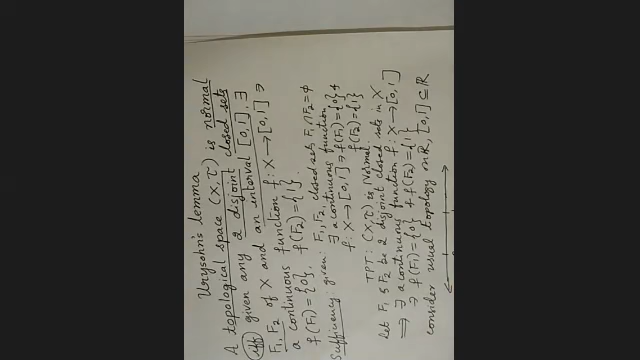 Urysohn's lemma
A topological space (X, τ) is normal
iff given any 2 disjoint closed sets
F₁, F₂ of X and an interval [0,1], ∃
a continuous function f: X → [0,1] ∋
f(F₁) = {0}, f(F₂) = {1}.
Sufficiency: given: F₁, F₂, closed sets F₁ ∩ F₂ = ϕ
∃ a continuous function
f: X → [0,1] ∋ f(F₁) = {0} &
f(F₂) = {1}
TPT: (X, τ) is Normal.
Let F₁ & F₂ be 2 disjoint closed sets in X
⇒ ∃ a continuous function f: X → [0,1]
∋ f(F₁) = {0} & f(F₂) = {1}
consider usual topology on R, [0,1] ⊆ R